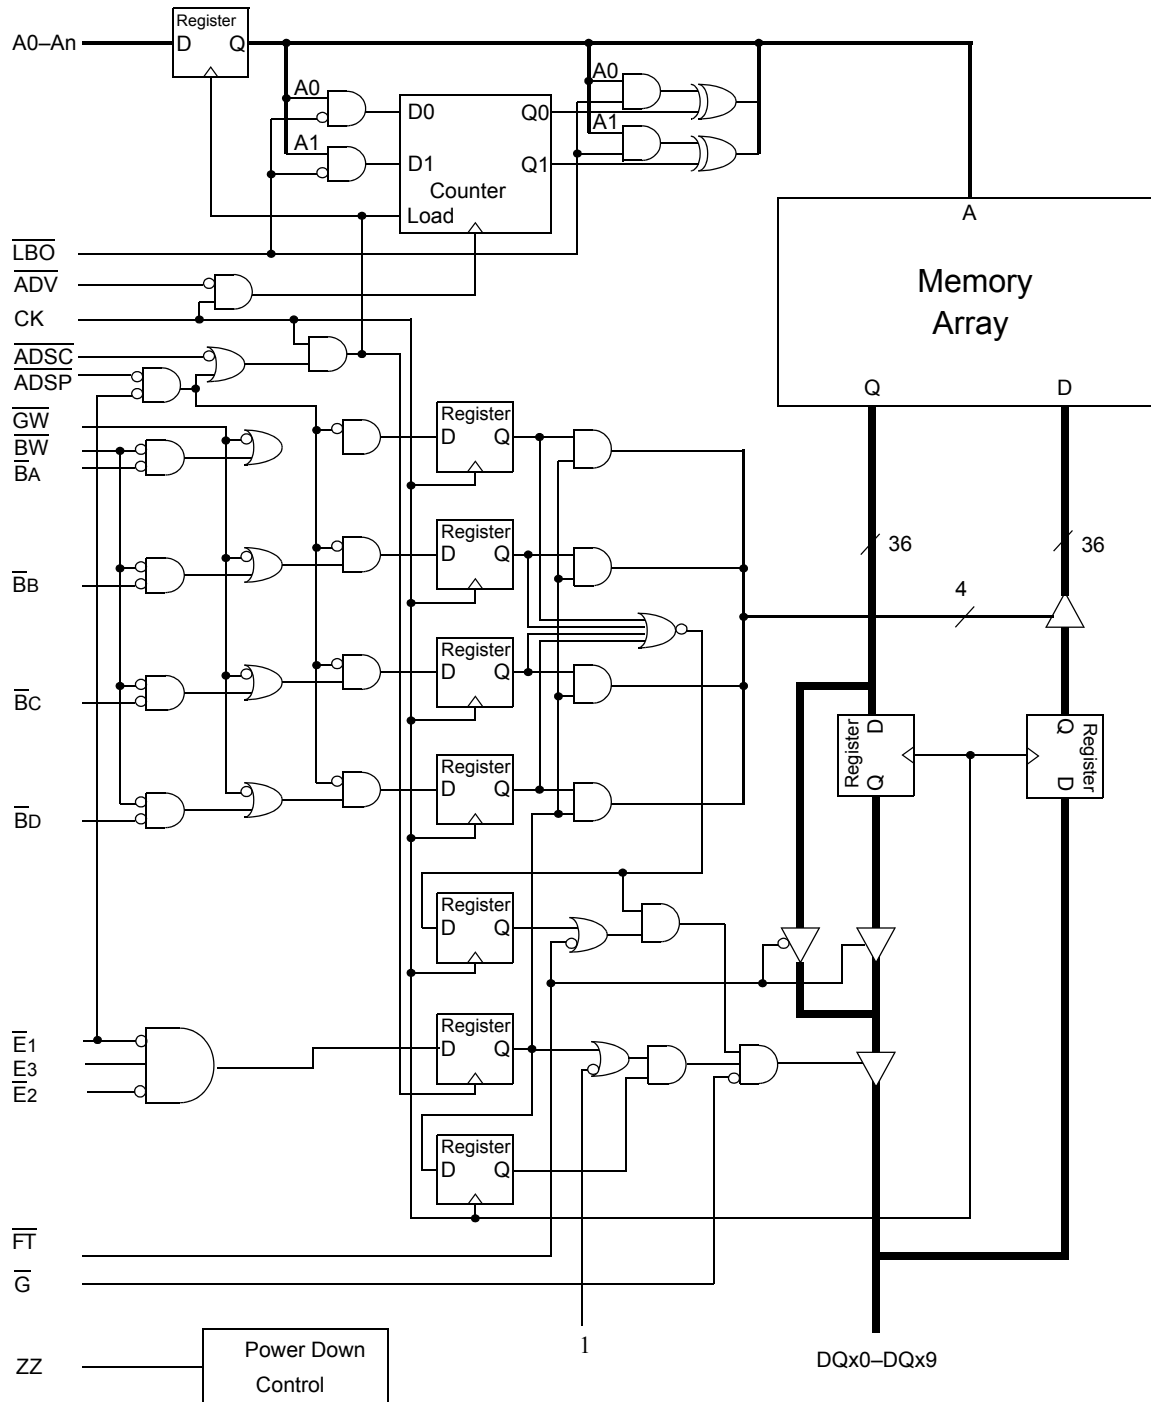 Register
A0–An
D Q
A0
A0
D0 Q0
A1
A1
D1 Q1
Counter
Load
A
LBO
ADV
CK
Memory
Array
ADSC
ADSP
Q D
GW
BW
BA
Register
D Q
36
36
Register
D Q
BB
4
Register
D Q
BC
D
Register
Q
Q
Register
D
Register
D Q
BD
Register
D Q
Register
D Q
E1
E3
E2
Register
D Q
FT
G
1
ZZ
Power Down
Control
DQx0–DQx9